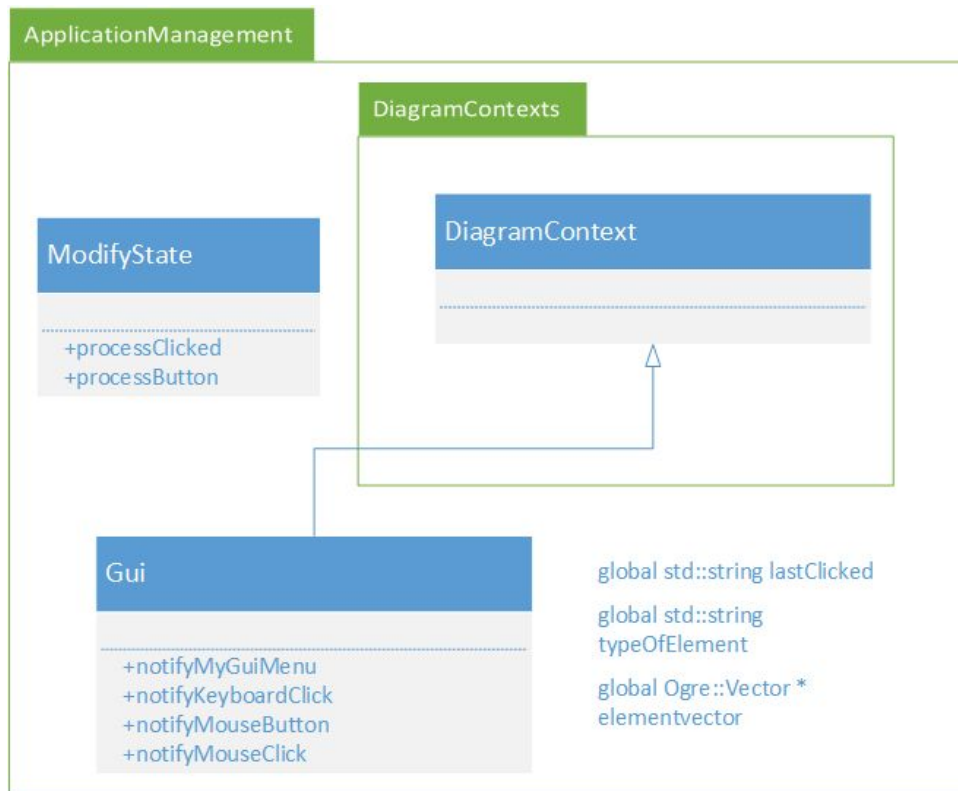 ApplicationManagement
DiagramContexts
DiagramContext
ModifyState
+processClicked
+processButton
Gui
+notifyMyGuiMenu
+notifyKeyboardClick
+notifyMouseButton
+notifyMouseClick
global std::string lastClicked
global std::string
typeOfElement
global Ogre::Vector *
elementvector